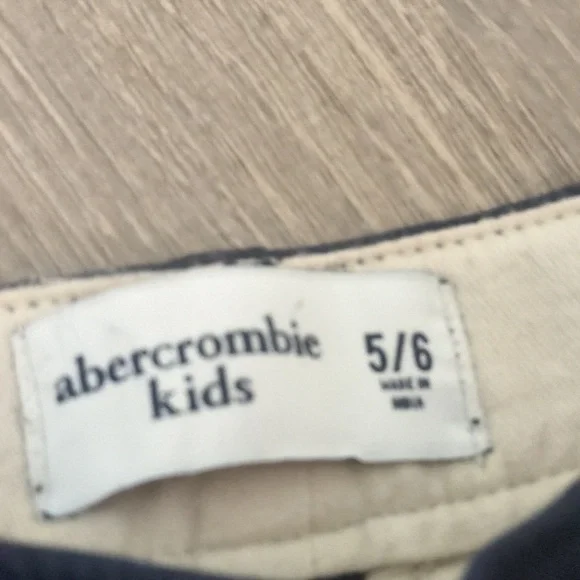 abercrombie
kids
5/6
MADE IN
INDIA